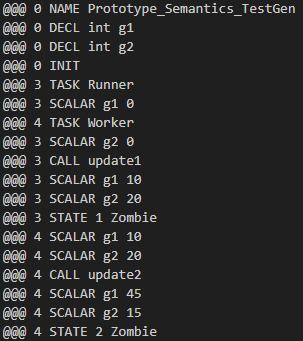 @@@ 0 NAME Prototype_Semantics_TestGen
@@@ 0 DECL int g1
@@@ 0 DECL int g2
@@@ 0 INIT
@@@ 3 TASK Runner
@@@ 3 SCALAR g1 0
@@@ 4 TASK Worker
@@@ 3 SCALAR g2 0
@@@ 3 CALL update1
@@@ 3 SCALAR g1 10
@@@ 3 SCALAR g2 20
@@@ 3 STATE 1 Zombie
@@@ 4 SCALAR g1 10
@@@ 4 SCALAR g2 20
@@@ 4 CALL update2
@@@ 4 SCALAR g1 45
@@@ 4 SCALAR g2 15
@@@ 4 STATE 2 Zombie